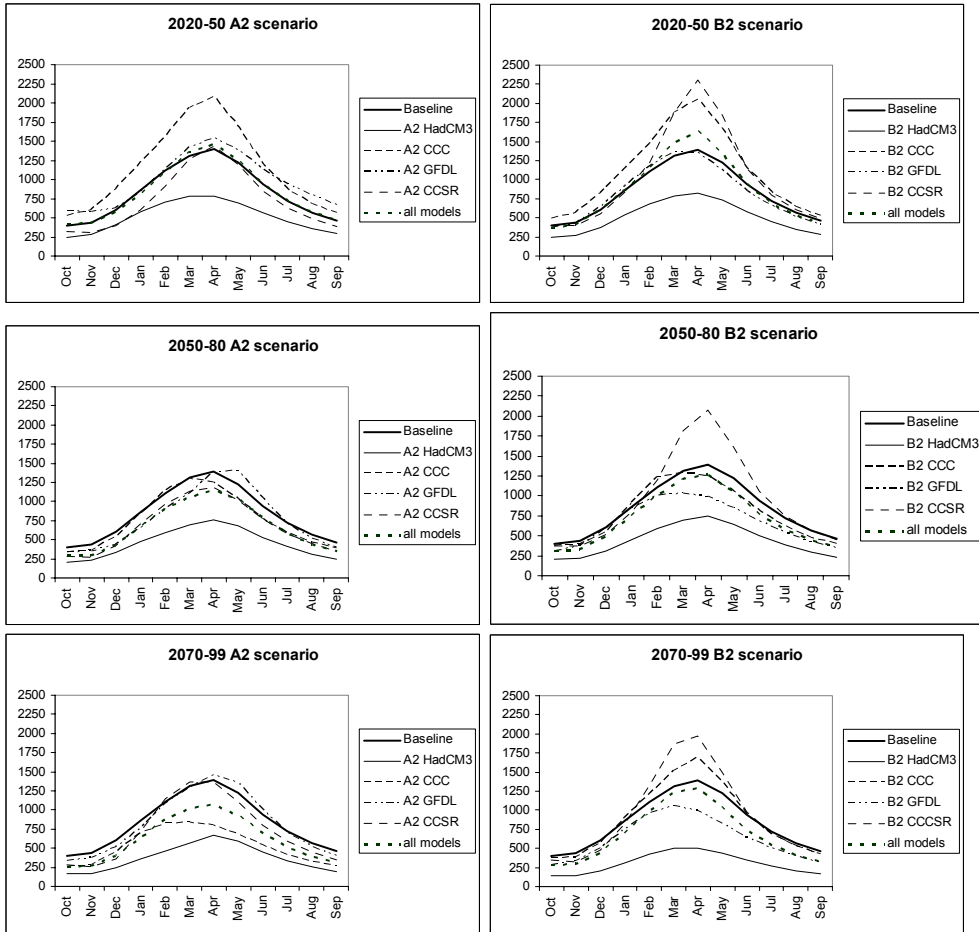 2020-50 A2 scenario
2500
2250
2000
1750
1500
1250
1000
750
500
250
0
Oct
Nov
Dec
Jan
Feb
Mar
Apr
May
Jun
Jul
Aug
Sep
Baseline
A2 HadCM3
A2 CCC
A2 GFDL
A2 CCSR
all models
2020-50 B2 scenario
2500
2250
2000
1750
1500
1250
1000
750
500
250
0
Oct
Nov
Dec
Jan
Feb
Mar
Apr
May
Jun
Jul
Aug
Sep
Baseline
B2 HadCM3
B2 CCC
B2 GFDL
B2 CCSR
all models
2050-80 A2 scenario
2500
2250
2000
1750
1500
1250
1000
750
500
250
0
Oct
Nov
Dec
Jan
Feb
Mar
Apr
May
Jun
Jul
Aug
Sep
Baseline
A2 HadCM3
A2 CCC
A2 GFDL
A2 CCSR
all models
2050-80 B2 scenario
2500
2250
2000
1750
1500
1250
1000
750
500
250
0
Oct
Nov
Dec
Jan
Feb
Mar
Apr
May
Jun
Jul
Aug
Sep
Baseline
B2 HadCM3
B2 CCC
B2 GFDL
B2 CCSR
all models
2070-99 A2 scenario
2500
2250
2000
1750
1500
1250
1000
750
500
250
0
Oct
Nov
Dec
Jan
Feb
Mar
Apr
May
Jun
Jul
Aug
Sep
Baseline
A2 HadCM3
A2 CCC
A2 GFDL
A2 CCSR
all models
2070-99 B2 scenario
2500
2250
2000
1750
1500
1250
1000
750
500
250
0
Oct
Nov
Dec
Jan
Feb
Mar
Apr
May
Jun
Jul
Aug
Sep
Baseline
B2 HadCM3
B2 CCC
B2 GFDL
B2 CCCSR
all models